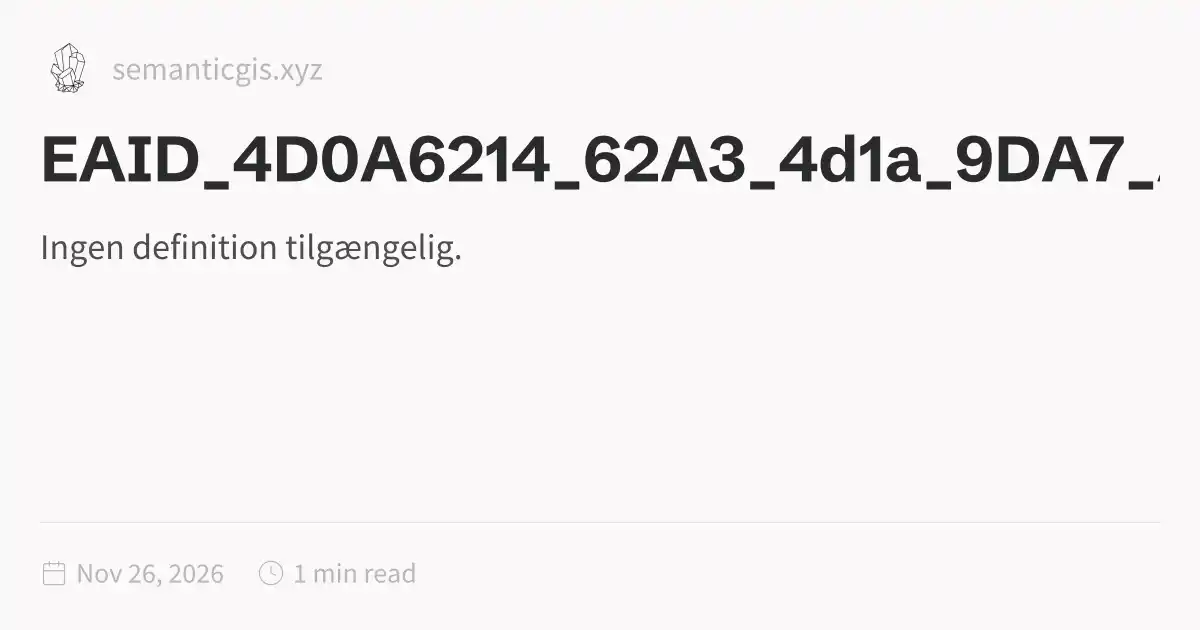 semanticgis.xyz
EAID_4D0A6214_62A3_4d1a_9DA7_
Ingen definition tilgængelig.
Nov 26, 2026 1 min read